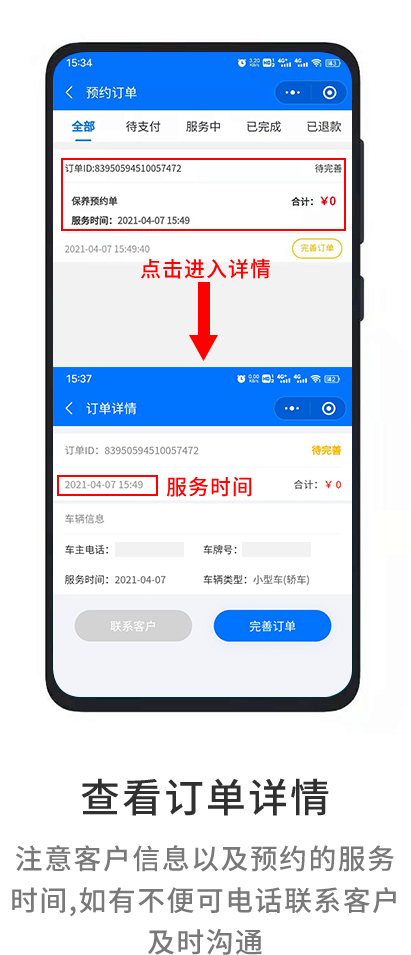 15:34
预约订单
全部 待支付 服务中 已完成 已退款
订单ID:83950594510057472 待完善
保养预约单 合计：￥0
服务时间：2021-04-07 15:49
2021-04-07 15:49:40 完善订单
点击进入详情
15:37
订单详情
订单ID：83950594510057472 待完善
2021-04-07 15:49 服务时间 合计：￥0
车辆信息
车主电话： 车牌号：
服务时间：2021-04-07 车辆类型：小型车(轿车)
联系客户 完善订单
查看订单详情
注意客户信息以及预约的服务
时间,如有不便可电话联系客户
及时沟通